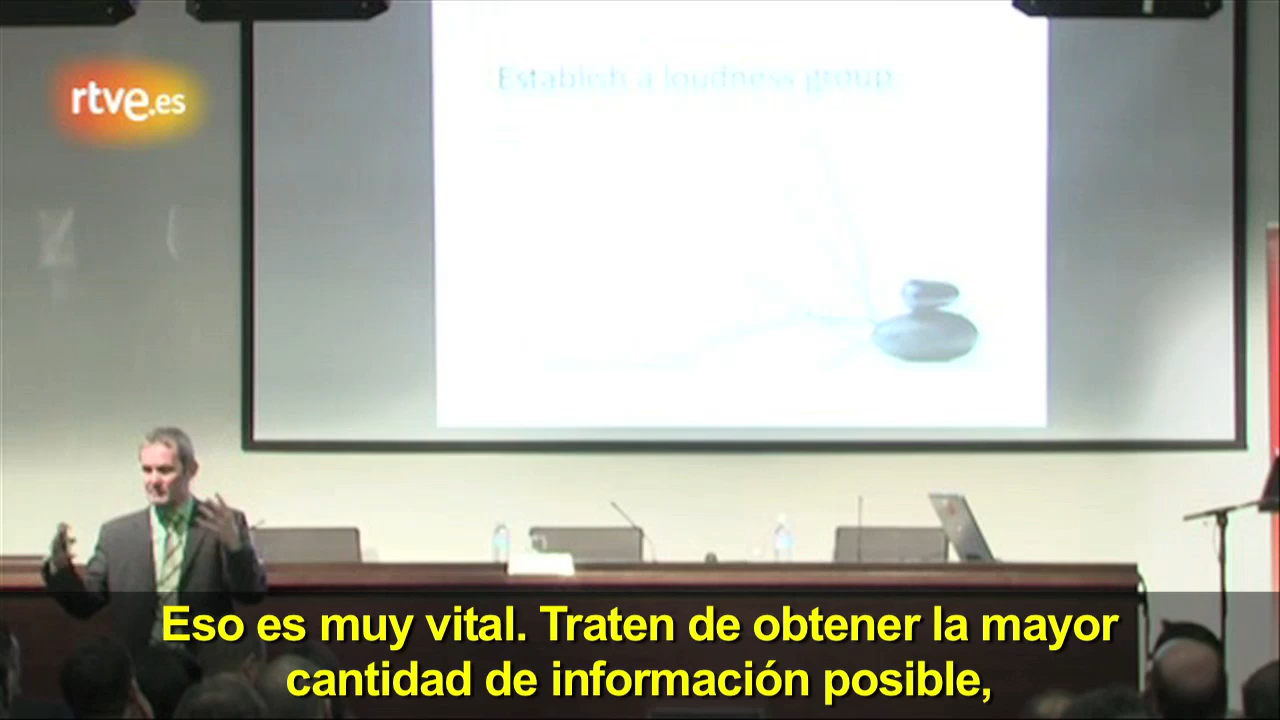 rtve.es
Establish a loudness group
Eso es muy vital. Traten de obtener la mayor
cantidad de información posible,